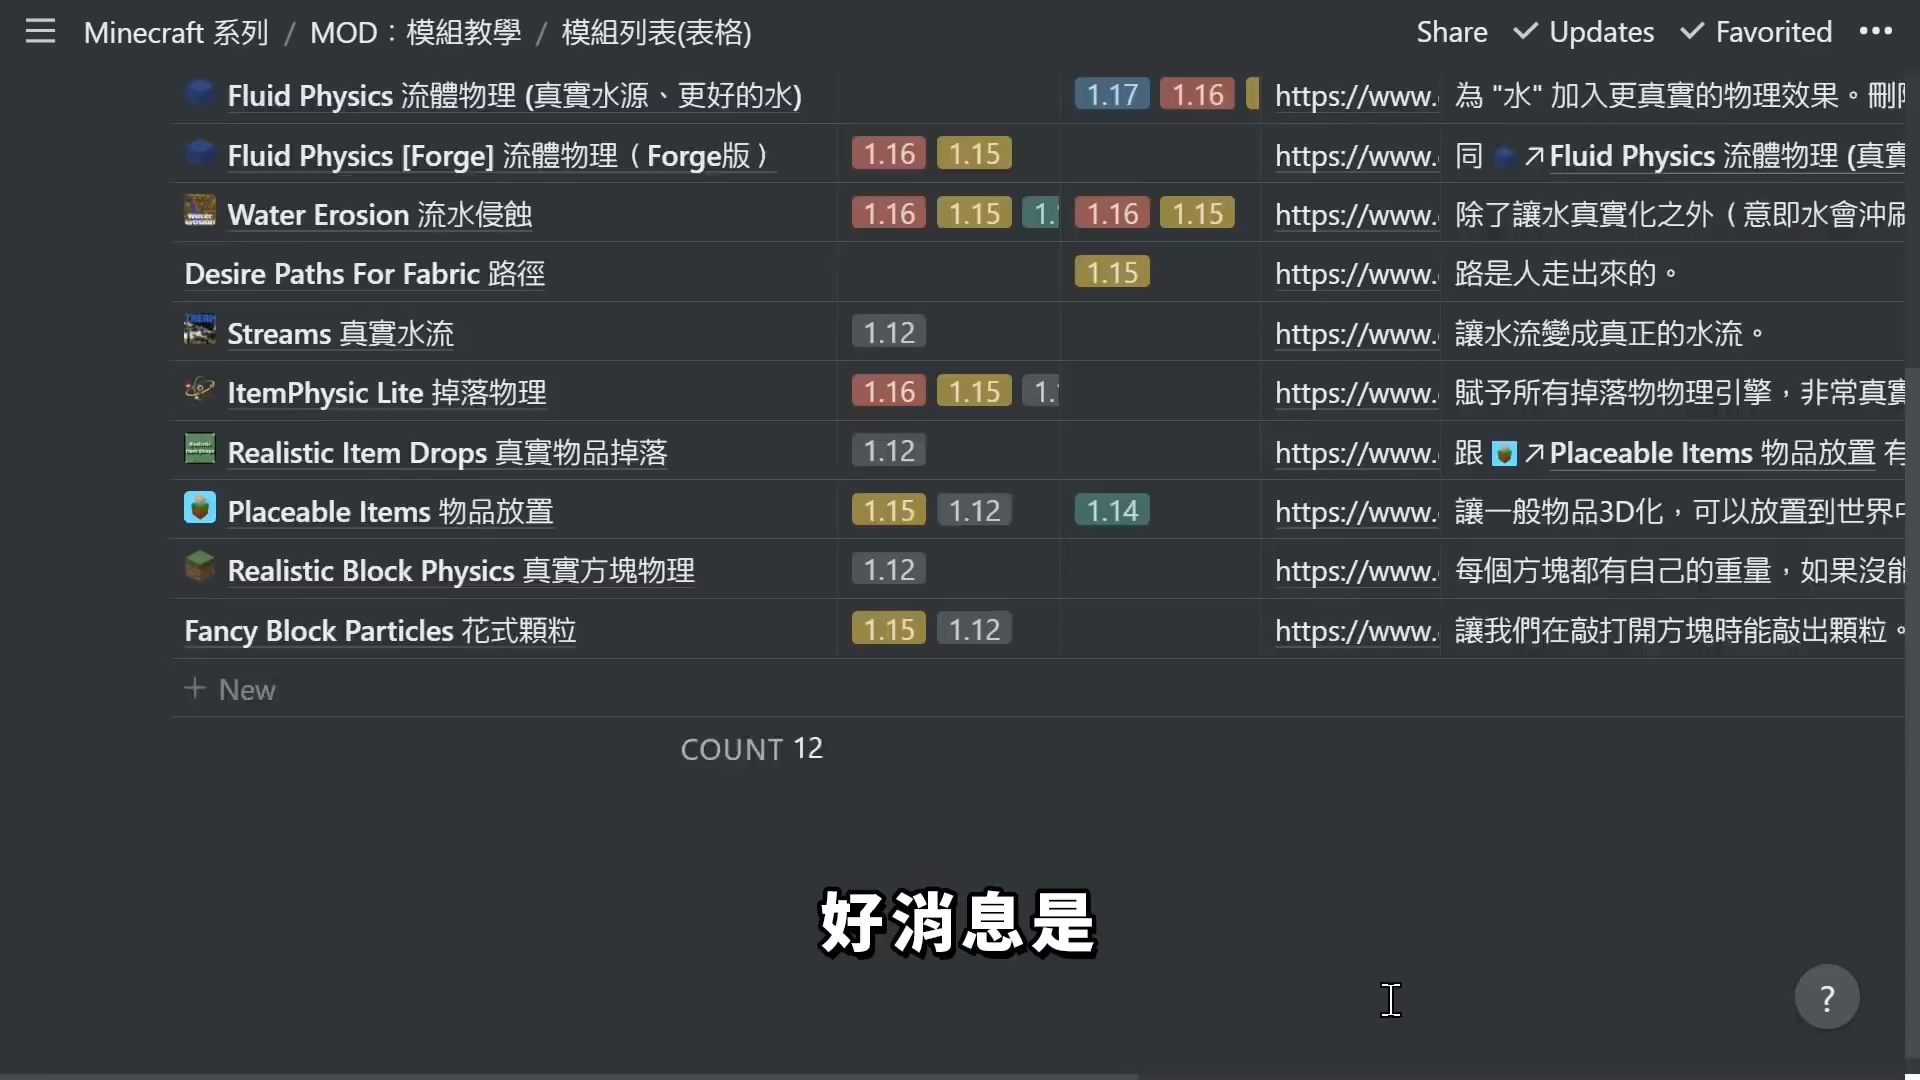 Minecraft 系列 / MOD：模組教學 / 模組列表(表格) Share Updates Favorited
Fluid Physics 流體物理 (真實水源、更好的水) 1.17 1.16 https://www. 為 "水" 加入更真實的物理效果。刪
Fluid Physics [Forge] 流體物理（Forge版） 1.16 1.15 https://www. 同 ↗Fluid Physics 流體物理 (真實
Water Erosion 流水侵蝕 1.16 1.15 1. 1.16 1.15 https://www. 除了讓水真實化之外（意即水會沖刷
Desire Paths For Fabric 路徑 1.15 https://www. 路是人走出來的。
Streams 真實水流 1.12 https://www. 讓水流變成真正的水流。
ItemPhysic Lite 掉落物理 1.16 1.15 1. https://www. 賦予所有掉落物物理引擎，非常真實
Realistic Item Drops 真實物品掉落 1.12 https://www. 跟 ↗Placeable Items 物品放置 有
Placeable Items 物品放置 1.15 1.12 1.14 https://www. 讓一般物品3D化，可以放置到世界中
Realistic Block Physics 真實方塊物理 1.12 https://www. 每個方塊都有自己的重量，如果沒能
Fancy Block Particles 花式顆粒 1.15 1.12 https://www. 讓我們在敲打開方塊時能敲出顆粒。
+ New
COUNT 12
好消息是
?